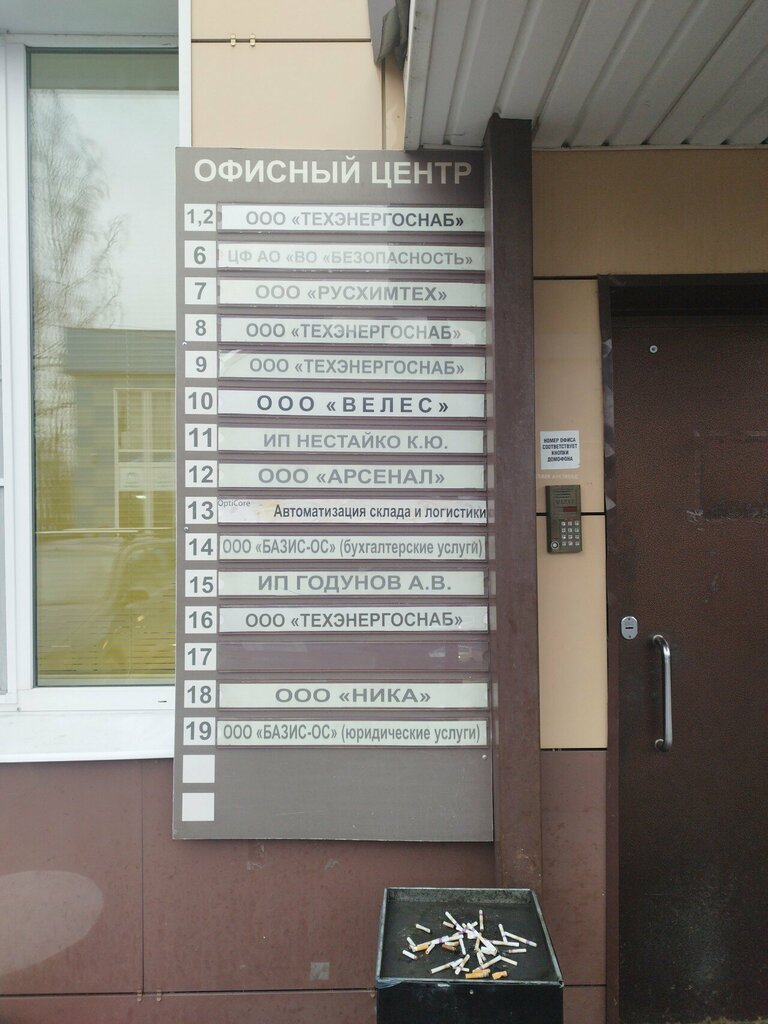 ОФИСНЫЙ ЦЕНТР
1,2 ООО «ТЕХЭНЕРГОСНАБ»
6 ЦФ АО «ВО «БЕЗОПАСНОСТЬ»
7 ООО «РУСХИМТЕХ»
8 ООО «ТЕХЭНЕРГОСНАБ»
9 ООО «ТЕХЭНЕРГОСНАБ»
10 ООО «ВЕЛЕС»
11 ИП НЕСТАЙКО К.Ю.
12 ООО «АРСЕНАЛ»
13 OptiCore Автоматизация склада и логистики
14 ООО «БАЗИС-ОС» (бухгалтерские услуги)
15 ИП ГОДУНОВ А.В.
16 ООО «ТЕХЭНЕРГОСНАБ»
17
18 ООО «НИКА»
19 ООО «БАЗИС-ОС» (юридические услуги)
НОМЕР ОФИСА
СООТВЕТСТВУЕТ
КНОПКИ
ДОМОФОНА